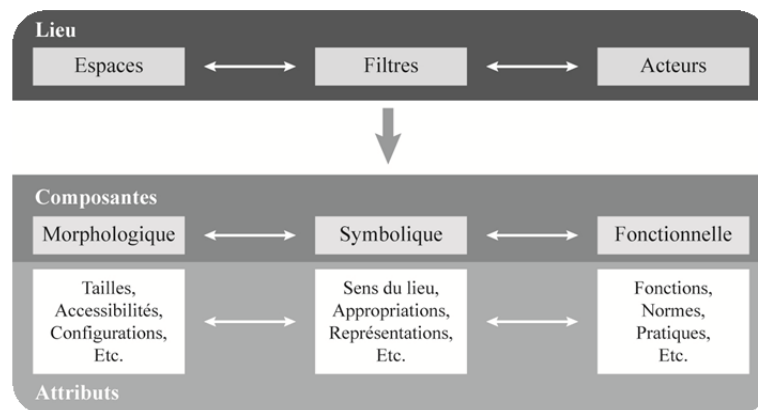 Lieu
Espaces
Filtres
Acteurs
Composantes
Morphologique
Symbolique
Fonctionnelle
Tailles,
Accessibilités,
Configurations,
Etc.
Sens du lieu,
Appropriations,
Représentations,
Etc.
Fonctions,
Normes,
Pratiques,
Etc.
Attributs